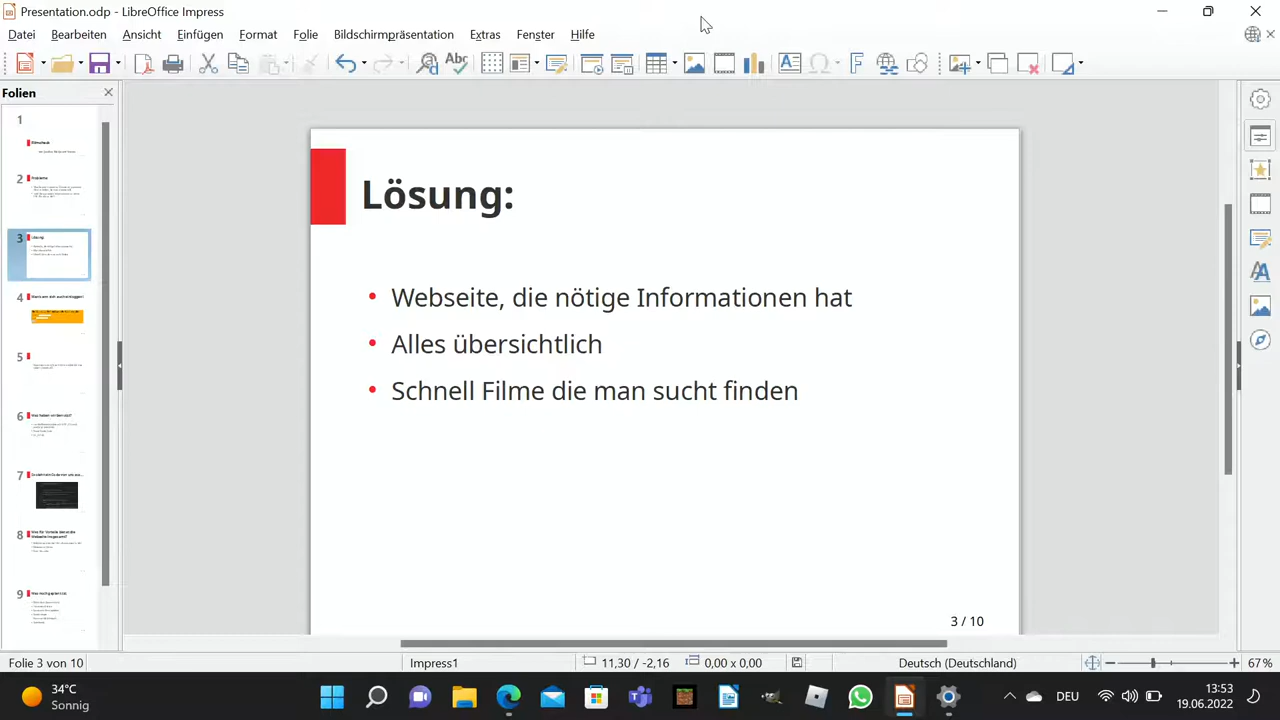 Presentation.odp - LibreOffice Impress
Datei Bearbeiten Ansicht Einfügen Format Folie Bildschirmpräsentation Extras Fenster Hilfe
Abc
Folien
1
2
Probleme
3
Lösung:
4
5
6
7
8
9
Lösung:
Webseite, die nötige Informationen hat
Alles übersichtlich
Schnell Filme die man sucht finden
3 / 10
Folie 3 von 10
Impress1
11,30 / -2,16
0,00 x 0,00
Deutsch (Deutschland)
67%
34°C
Sonnig
DEU
13:53
19.06.2022